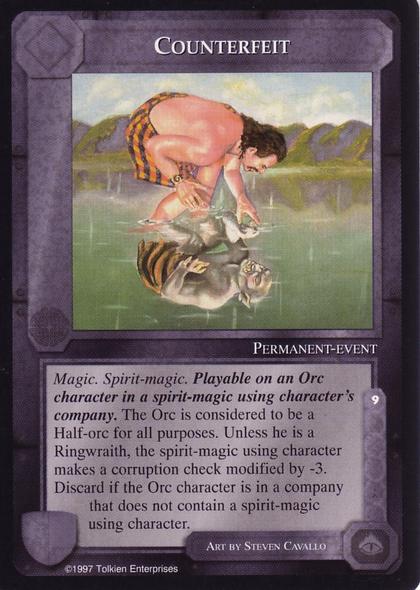 Counterfeit
Permanent-event
Magic. Spirit-magic. Playable on an Orc
character in a spirit-magic using character's
company. The Orc is considered to be a
Half-orc for all purposes. Unless he is a
Ringwraith, the spirit-magic using character
makes a corruption check modified by -3.
Discard if the Orc character is in a company
that does not contain a spirit-magic
using character.
9
Art by Steven Cavallo
©1997 Tolkien Enterprises